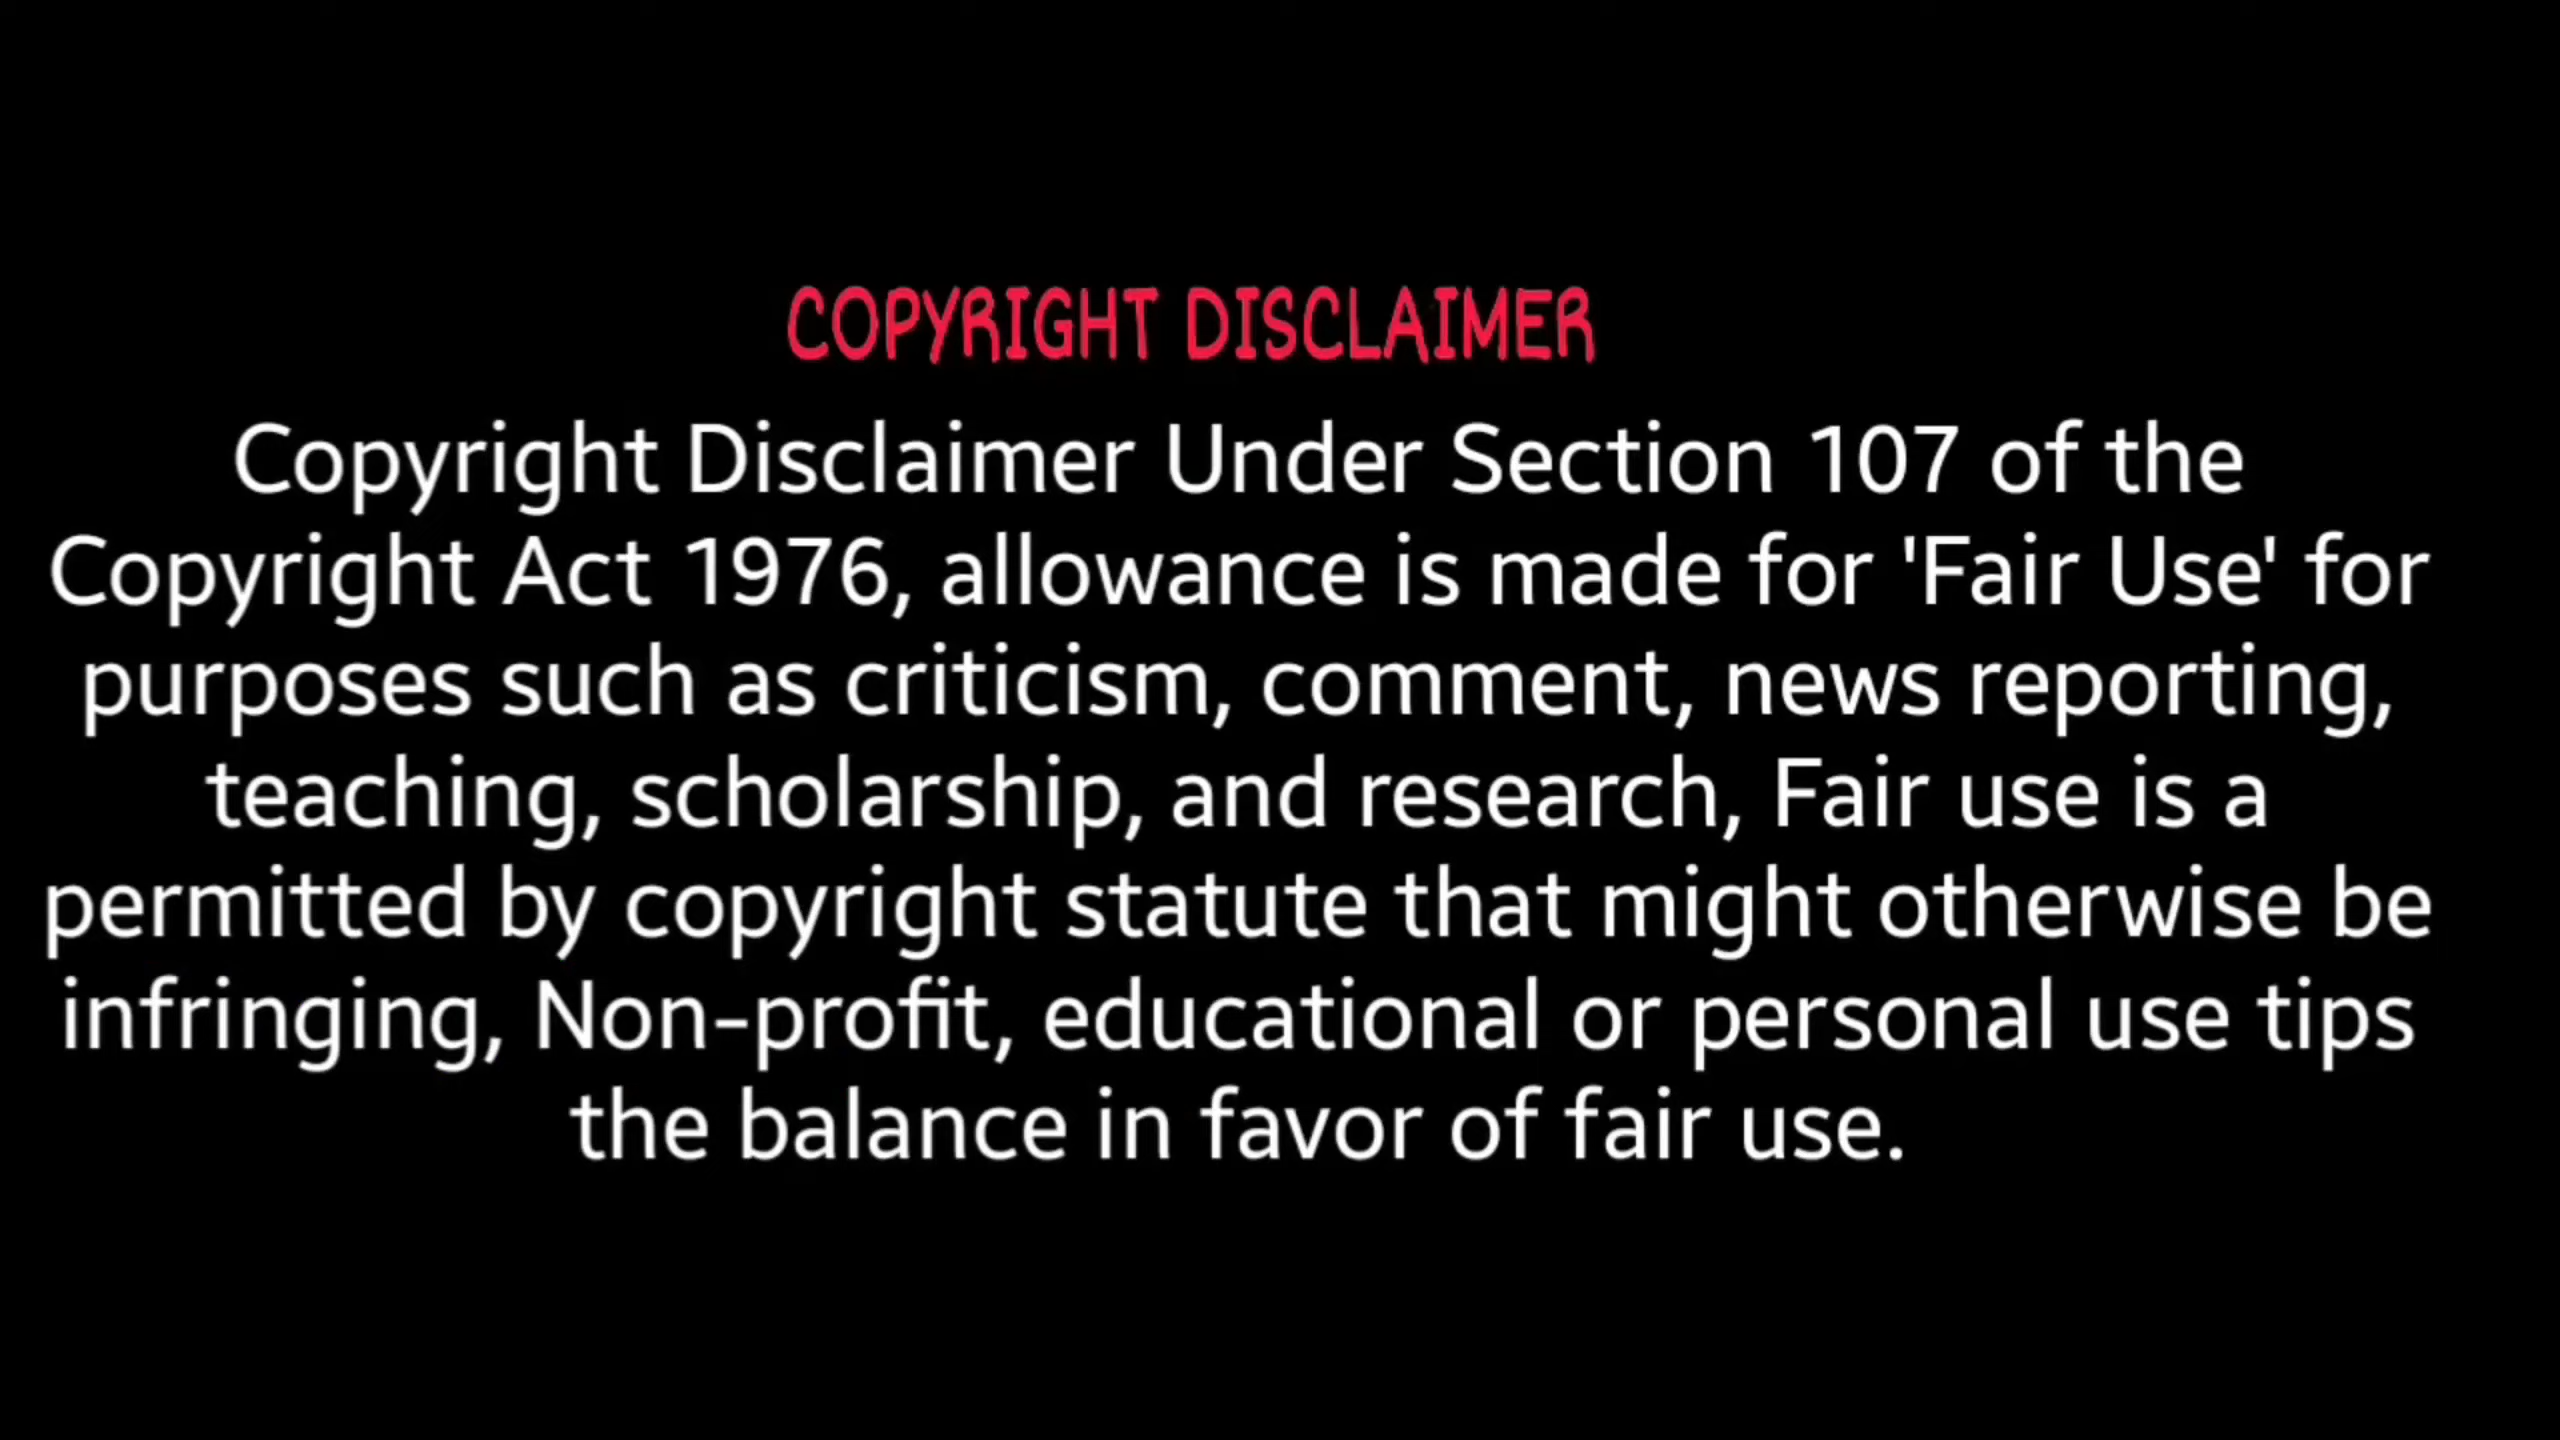 COPYRIGHT DISCLAIMER
Copyright Disclaimer Under Section 107 of the
Copyright Act 1976, allowance is made for 'Fair Use' for
purposes such as criticism, comment, news reporting,
teaching, scholarship, and research, Fair use is a
permitted by copyright statute that might otherwise be
infringing, Non-profit, educational or personal use tips
the balance in favor of fair use.